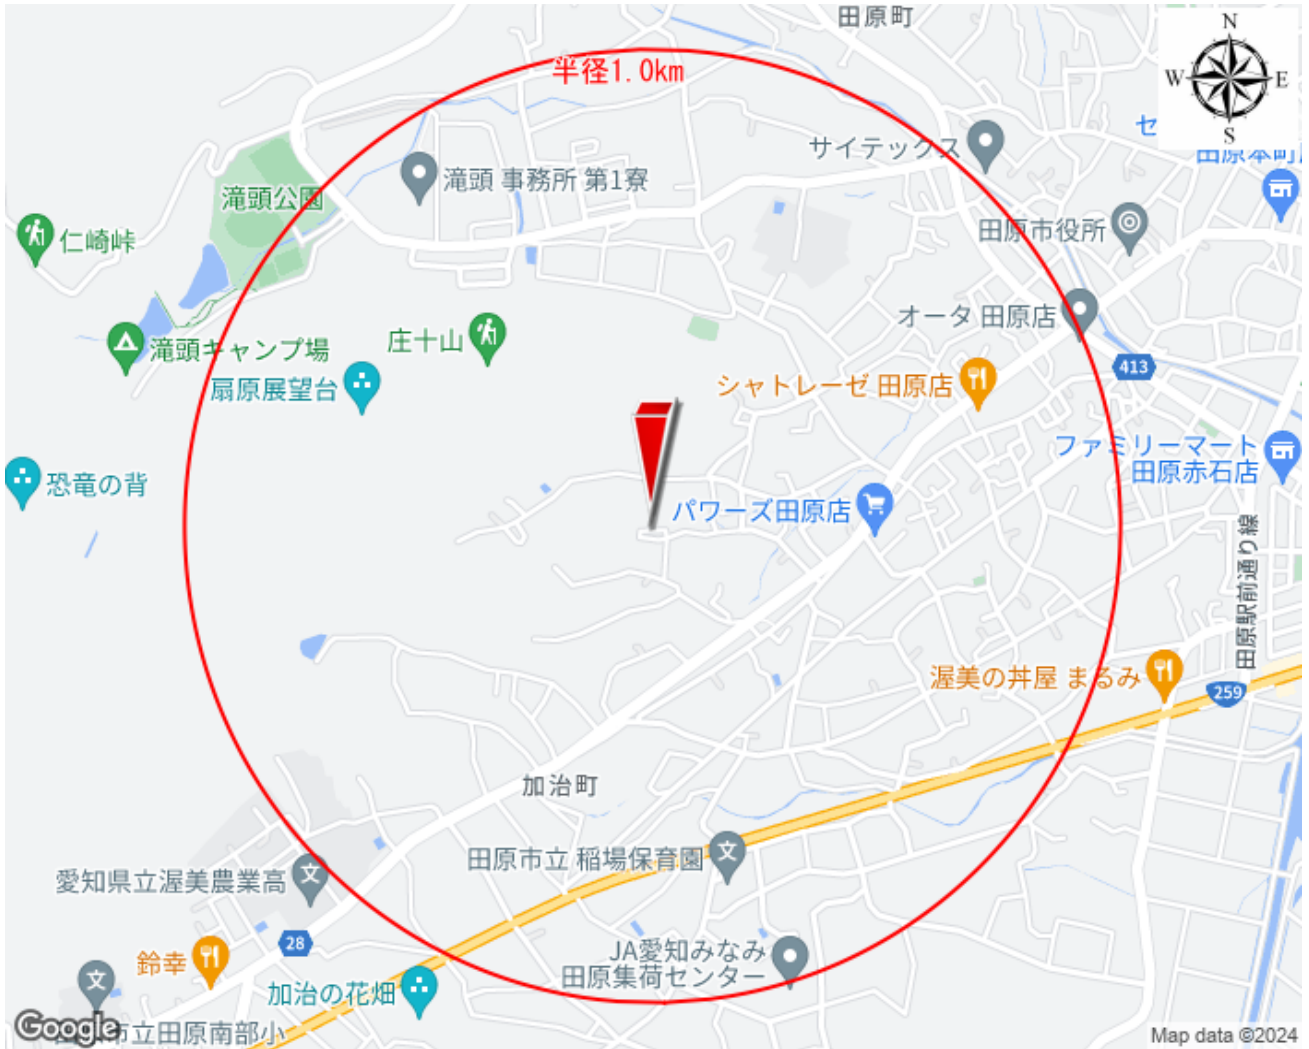 田原町
N
W E
S
半径1.0km
セ
サイテックス
田原本町
滝頭 事務所 第1寮
滝頭公園
仁崎峠
田原市役所
オータ 田原店
庄十山
滝頭キャンプ場
413
扇原展望台
シャトレーゼ 田原店
ファミリーマート
田原赤石店
恐竜の背
パワーズ田原店
田原駅前通り線
渥美の丼屋 まるみ
259
加治町
田原市立 稲場保育園
愛知県立渥美農業高
28
JA愛知みなみ
田原集荷センター
鈴幸
加治の花畑
市立田原南部小
Google
Map data ©2024